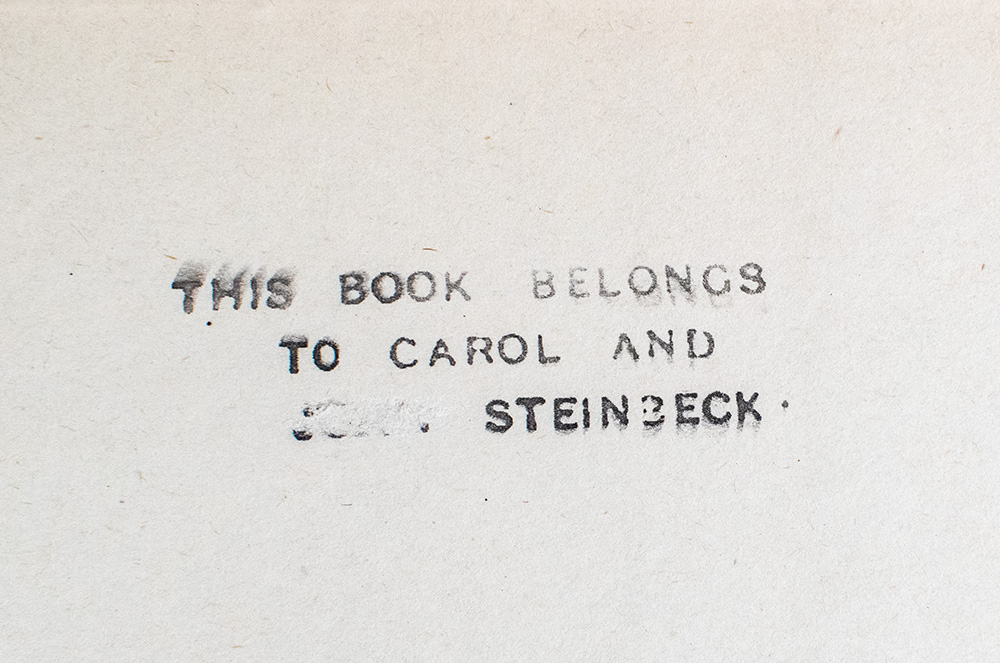 THIS BOOK BELONGS
TO CAROL AND
STEINBECK